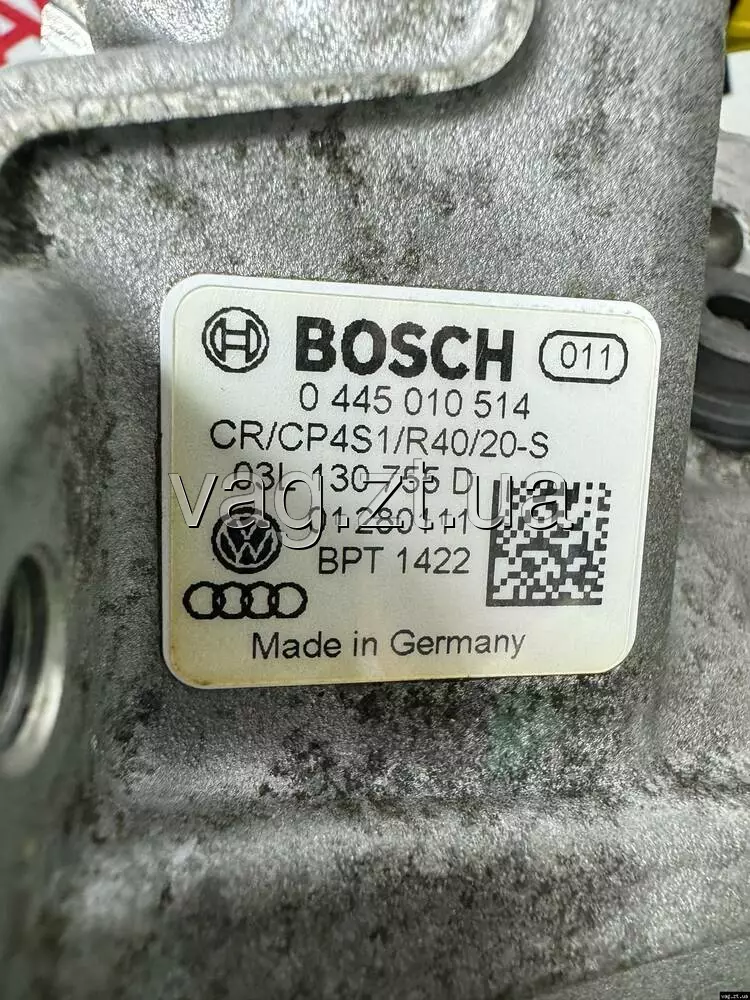 BOSCH 011
0 445 010 514
CR/CP4S1/R40/20-S
03L 130 755 D
vag.zt.ua
BPT 1422
Made in Germany
vag.zt.ua